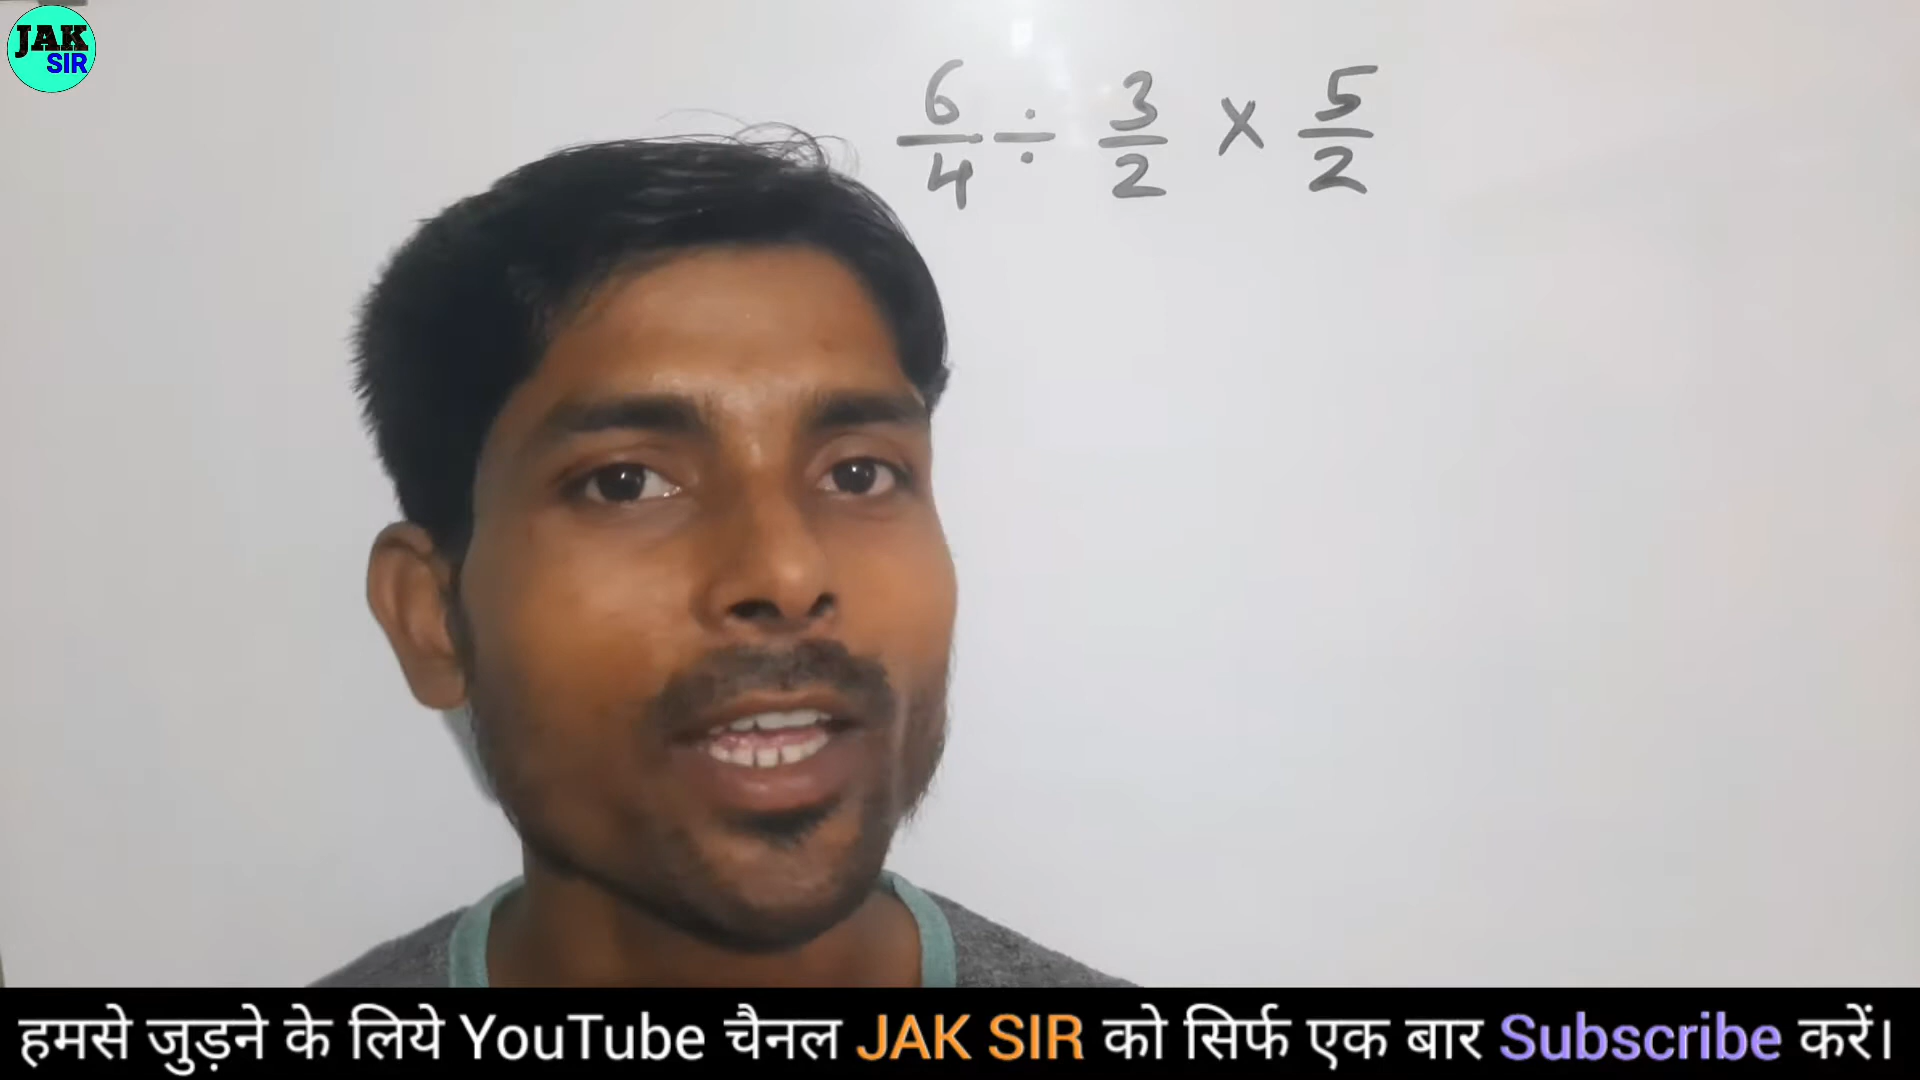 JAK
SIR
6/4 ÷ 3/2 × 5/2
हमसे जुड़ने के लिये YouTube चैनल JAK SIR को सिर्फ एक बार Subscribe करें।